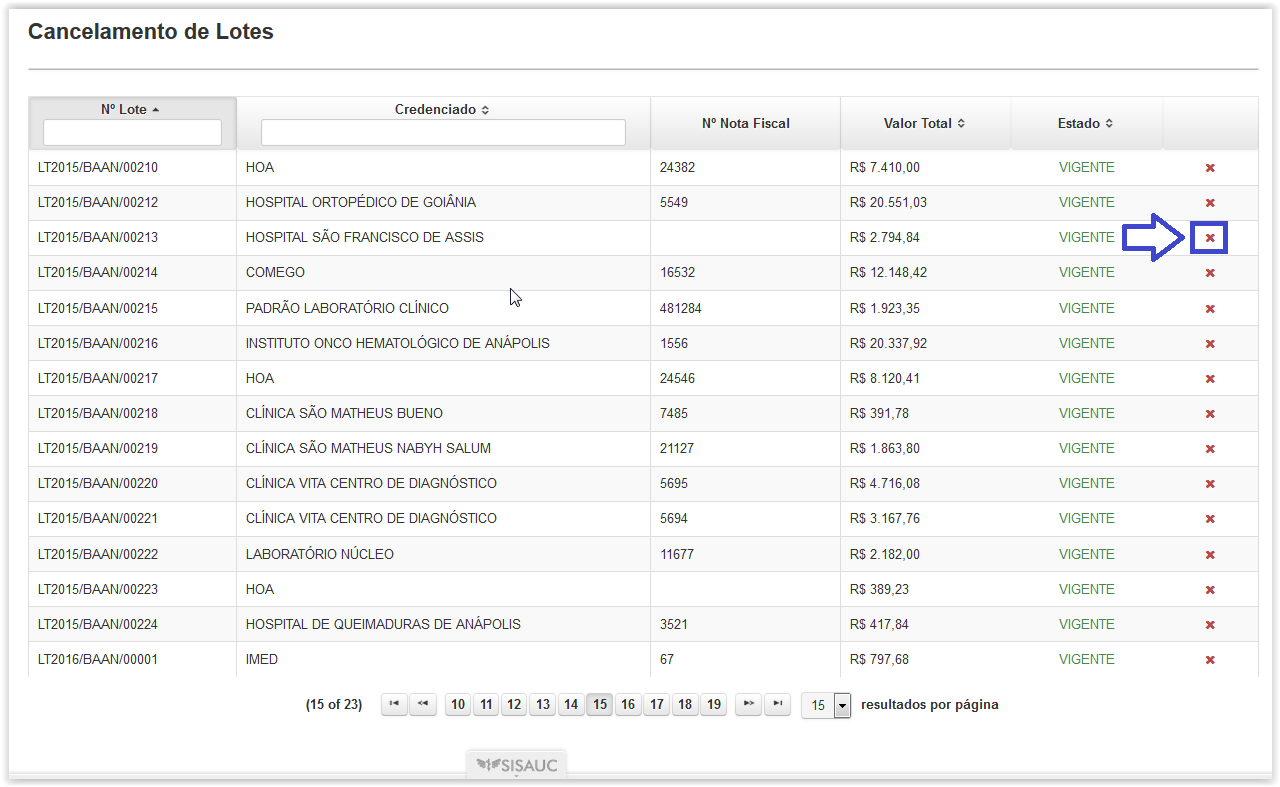 Cancelamento de Lotes
Nº Lote Credenciado Nº Nota Fiscal Valor Total Estado
LT2015/BAAN/00210 HOA 24382 R$ 7.410,00 VIGENTE
LT2015/BAAN/00212 HOSPITAL ORTOPÉDICO DE GOIÂNIA 5549 R$ 20.551,03 VIGENTE
LT2015/BAAN/00213 HOSPITAL SÃO FRANCISCO DE ASSIS R$ 2.794,84 VIGENTE
LT2015/BAAN/00214 COMEGO 16532 R$ 12.148,42 VIGENTE
LT2015/BAAN/00215 PADRÃO LABORATÓRIO CLÍNICO 481284 R$ 1.923,35 VIGENTE
LT2015/BAAN/00216 INSTITUTO ONCO HEMATOLÓGICO DE ANÁPOLIS 1556 R$ 20.337,92 VIGENTE
LT2015/BAAN/00217 HOA 24546 R$ 8.120,41 VIGENTE
LT2015/BAAN/00218 CLÍNICA SÃO MATHEUS BUENO 7485 R$ 391,78 VIGENTE
LT2015/BAAN/00219 CLÍNICA SÃO MATHEUS NABYH SALUM 21127 R$ 1.863,80 VIGENTE
LT2015/BAAN/00220 CLÍNICA VITA CENTRO DE DIAGNÓSTICO 5695 R$ 4.716,08 VIGENTE
LT2015/BAAN/00221 CLÍNICA VITA CENTRO DE DIAGNÓSTICO 5694 R$ 3.167,76 VIGENTE
LT2015/BAAN/00222 LABORATÓRIO NÚCLEO 11677 R$ 2.182,00 VIGENTE
LT2015/BAAN/00223 HOA R$ 389,23 VIGENTE
LT2015/BAAN/00224 HOSPITAL DE QUEIMADURAS DE ANÁPOLIS 3521 R$ 417,84 VIGENTE
LT2016/BAAN/00001 IMED 67 R$ 797,68 VIGENTE
(15 of 23) 10 11 12 13 14 15 16 17 18 19 15 resultados por página
SISAUC